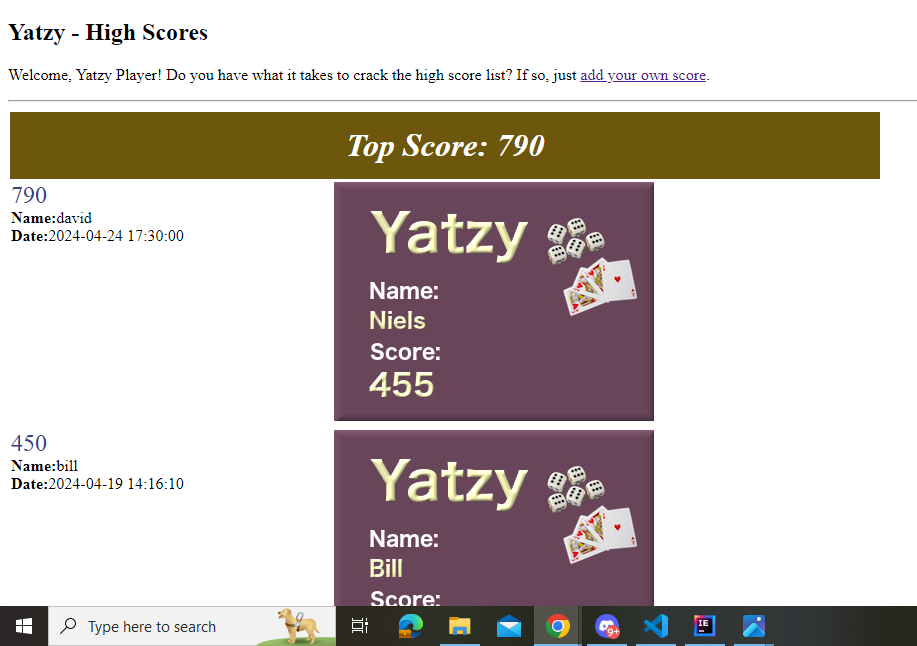 Yatzy - High Scores
Welcome, Yatzy Player! Do you have what it takes to crack the high score list? If so, just add your own score.
Top Score: 790
790
Name:david
Date:2024-04-24 17:30:00
Yatzy
Name:
Niels
Score:
455
450
Name:bill
Date:2024-04-19 14:16:10
Yatzy
Name:
Bill
Score:
Type here to search
9+
IE